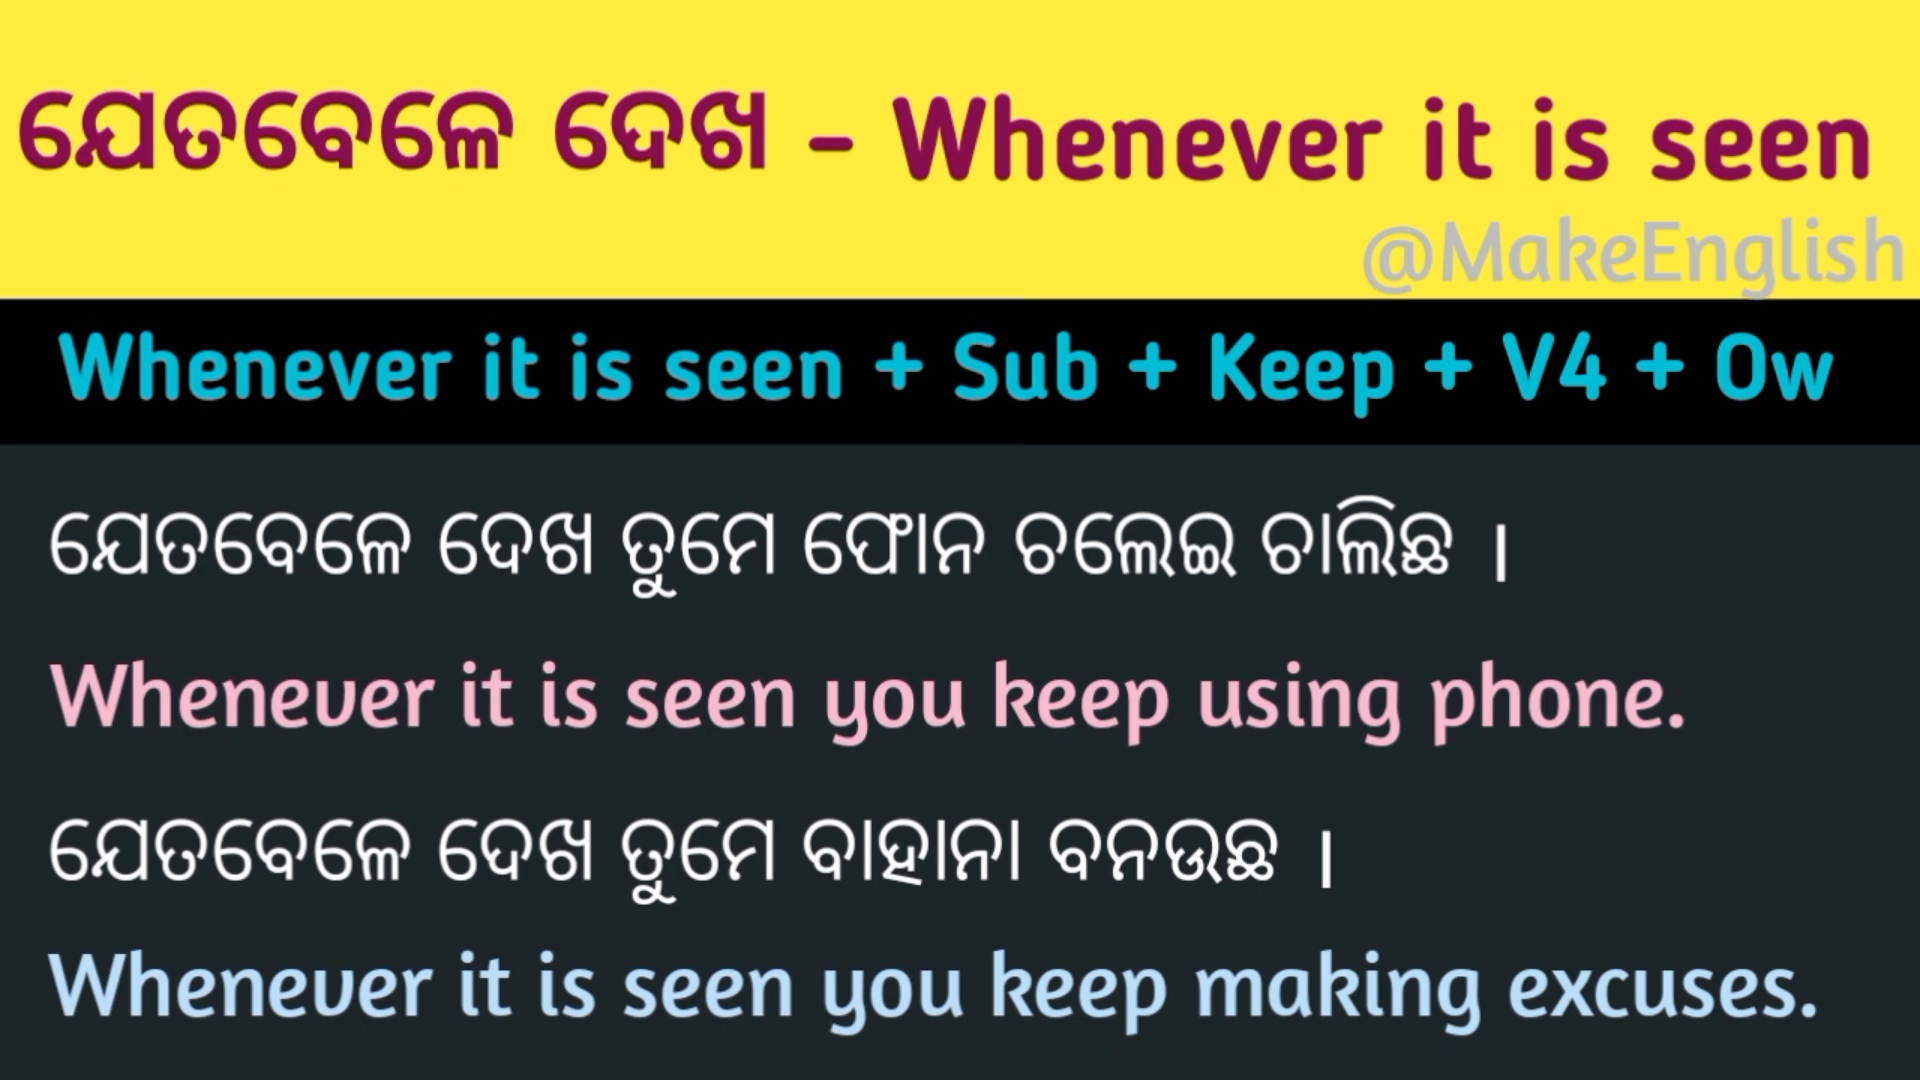 ଯେତବେଳେ ଦେଖ - Whenever it is seen
@MakeEnglish
Whenever it is seen + Sub + Keep + V4 + Ow
ଯେତବେଳେ ଦେଖ ତୁମେ ଫୋନ ଚଲେଇ ଚାଲିଛ ।
Whenever it is seen you keep using phone.
ଯେତବେଳେ ଦେଖ ତୁମେ ବାହାନା ବନଉଛ ।
Whenever it is seen you keep making excuses.